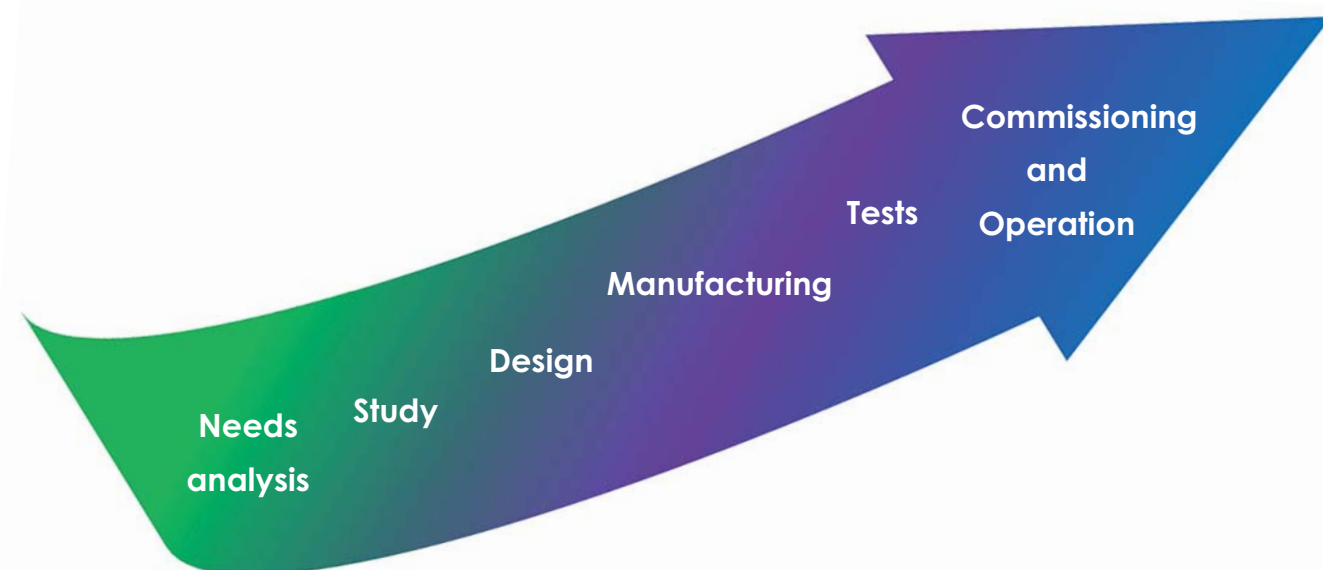 Needs
analysis
Study
Design
Manufacturing
Tests
Commissioning
and
Operation